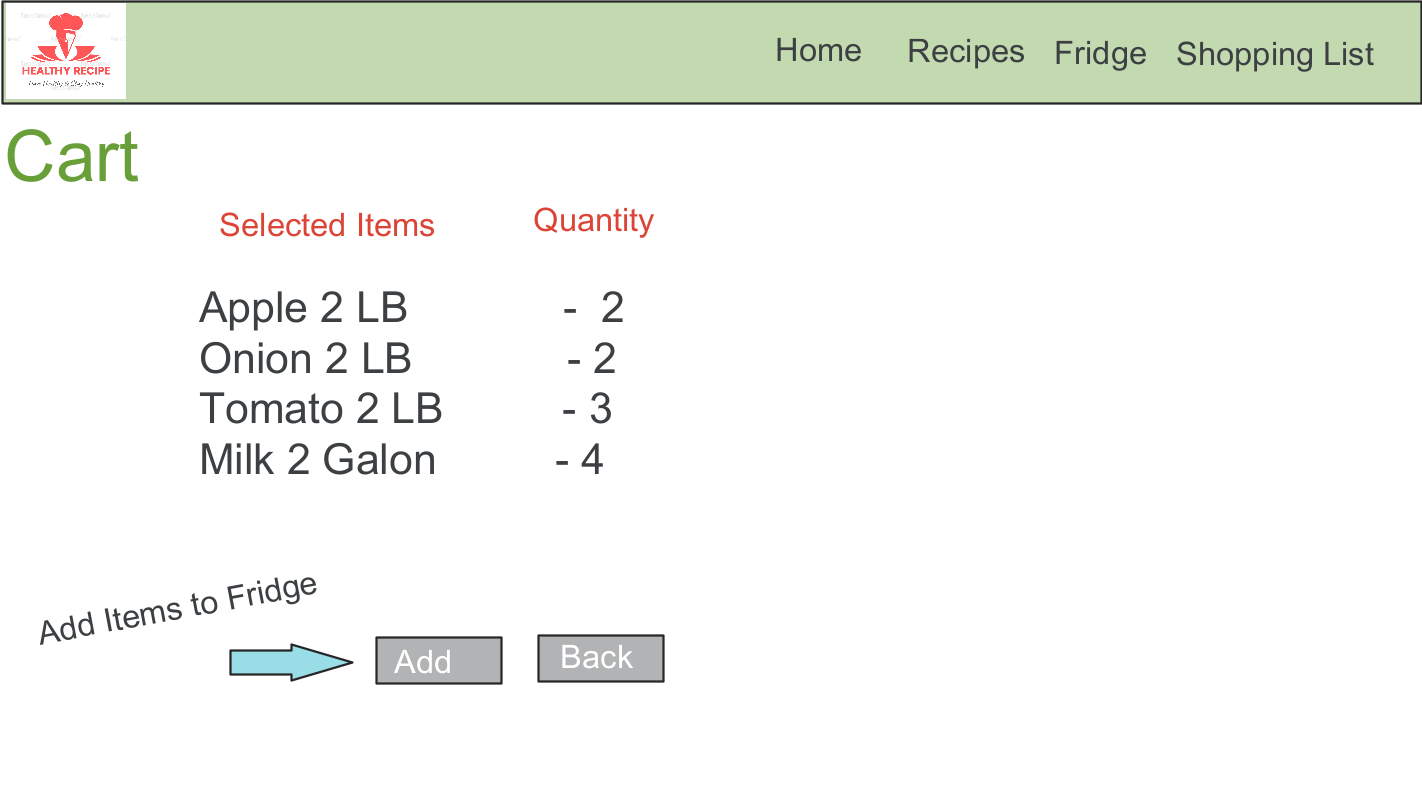 HEALTHY RECIPE
Home Recipes Fridge Shopping List
Cart
Selected Items Quantity
Apple 2 LB - 2
Onion 2 LB - 2
Tomato 2 LB - 3
Milk 2 Galon - 4
Add Items to Fridge
Add Back